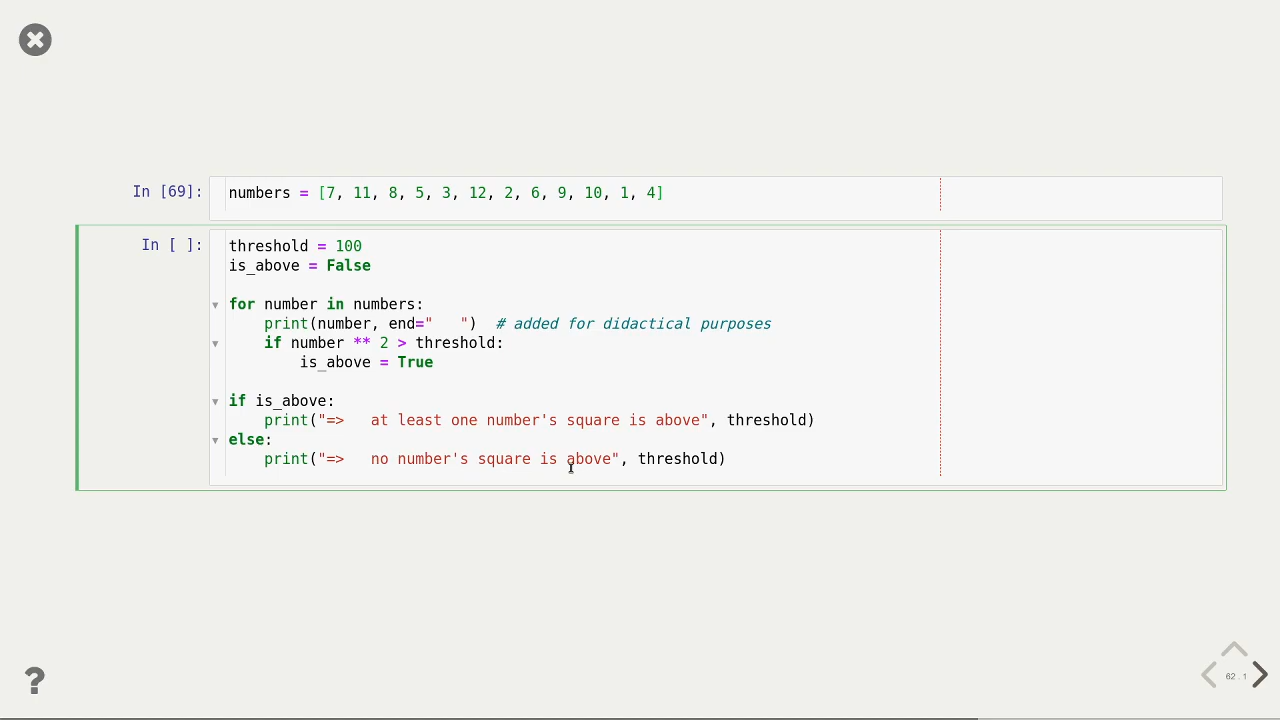 In [69]: numbers = [7, 11, 8, 5, 3, 12, 2, 6, 9, 10, 1, 4]
In [ ]: threshold = 100
is_above = False
for number in numbers:
    print(number, end="   ")  # added for didactical purposes
    if number ** 2 > threshold:
        is_above = True
if is_above:
    print("=>   at least one number's square is above", threshold)
else:
    print("=>   no number's square is above", threshold)
?
62.1